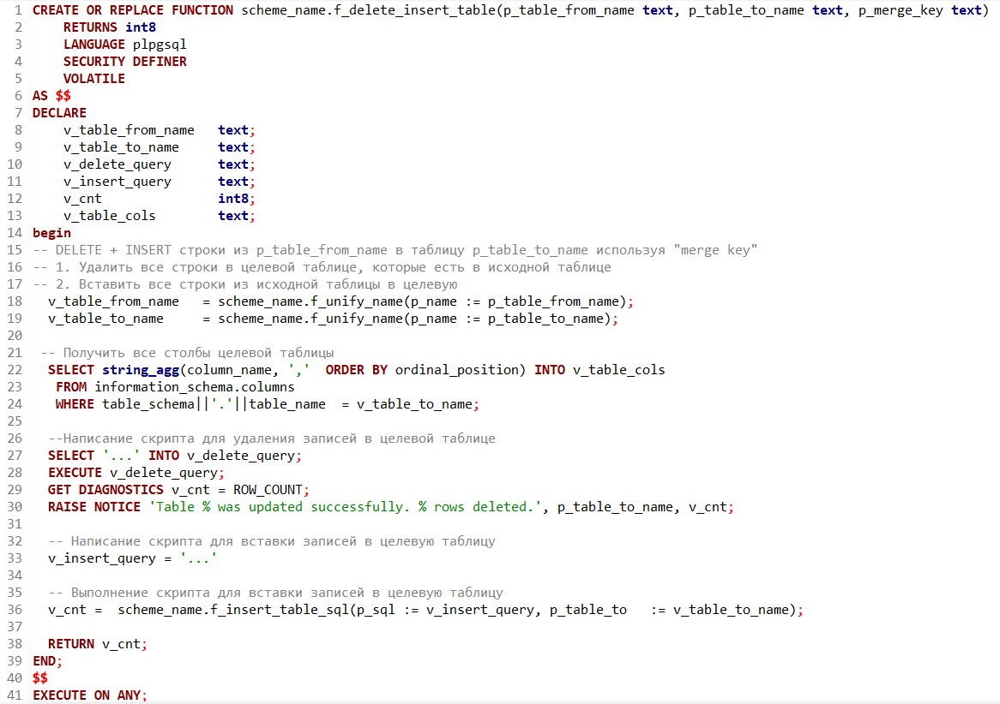 1 CREATE OR REPLACE FUNCTION scheme_name.f_delete_insert_table(p_table_from_name text, p_table_to_name text, p_merge_key text)
2     RETURNS int8
3     LANGUAGE plpgsql
4     SECURITY DEFINER
5     VOLATILE
6 AS $$
7 DECLARE
8     v_table_from_name   text;
9     v_table_to_name     text;
10     v_delete_query      text;
11     v_insert_query      text;
12     v_cnt               int8;
13     v_table_cols        text;
14 begin
15 -- DELETE + INSERT строки из p_table_from_name в таблицу p_table_to_name используя "merge key"
16 -- 1. Удалить все строки в целевой таблице, которые есть в исходной таблице
17 -- 2. Вставить все строки из исходной таблицы в целевую
18   v_table_from_name   = scheme_name.f_unify_name(p_name := p_table_from_name);
19   v_table_to_name     = scheme_name.f_unify_name(p_name := p_table_to_name);
20
21  -- Получить все столбы целевой таблицы
22   SELECT string_agg(column_name, ','  ORDER BY ordinal_position) INTO v_table_cols
23    FROM information_schema.columns
24    WHERE table_schema||'.'||table_name  = v_table_to_name;
25
26   --Написание скрипта для удаления записей в целевой таблице
27   SELECT '...' INTO v_delete_query;
28   EXECUTE v_delete_query;
29   GET DIAGNOSTICS v_cnt = ROW_COUNT;
30   RAISE NOTICE 'Table % was updated successfully. % rows deleted.', p_table_to_name, v_cnt;
31
32   -- Написание скрипта для вставки записей в целевую таблицу
33   v_insert_query = '...'
34
35   -- Выполнение скрипта для вставки записей в целевую таблицу
36   v_cnt =  scheme_name.f_insert_table_sql(p_sql := v_insert_query, p_table_to   := v_table_to_name);
37
38   RETURN v_cnt;
39 END;
40 $$
41 EXECUTE ON ANY;